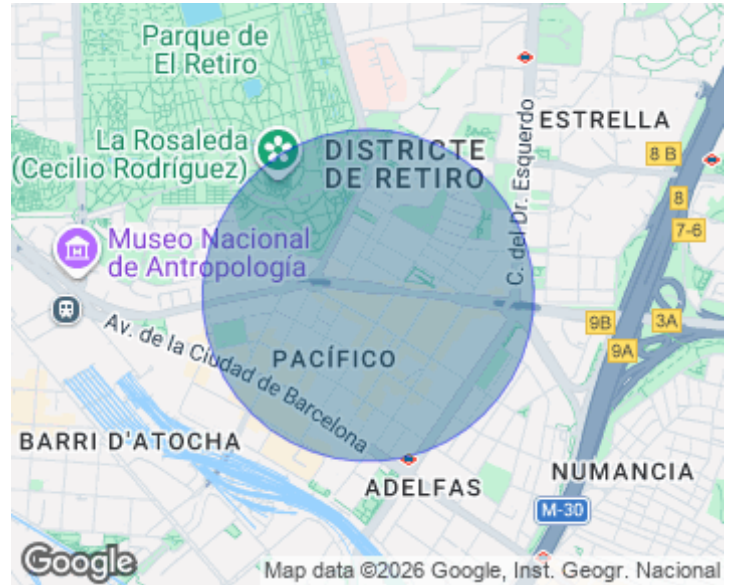 Parque de
El Retiro
La Rosaleda
(Cecilio Rodríguez)
DISTRICTE
DE RETIRO
ESTRELLA
C. del Dr. Esquerdo
8 B
8
7-6
Museo Nacional
de Antropología
9B
3A
9A
Av. de la Ciudad de Barcelona
PACÍFICO
BARRI D'ATOCHA
ADELFAS
NUMANCIA
M-30
Google
Map data ©2026 Google, Inst. Geogr. Nacional